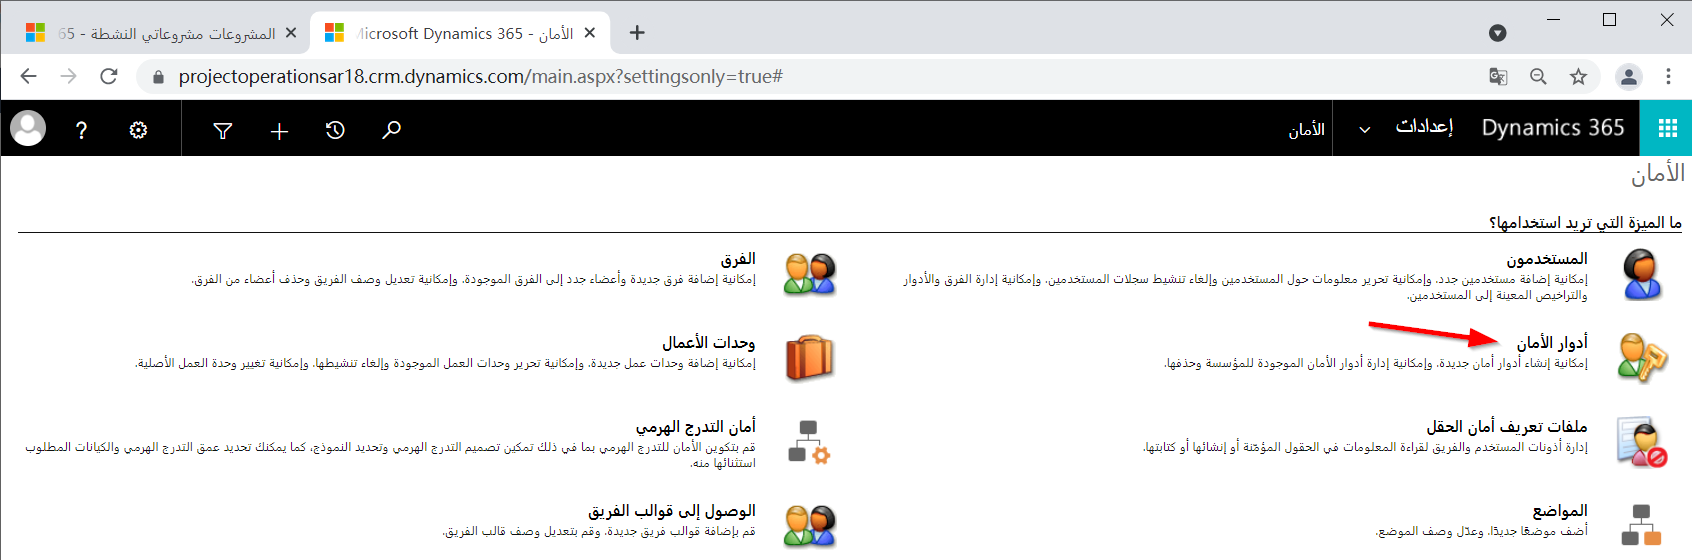 المشروعات مشروعاتي النشطة - 65
الأمان - Microsoft Dynamics 365
projectoperationsar18.crm.dynamics.com/main.aspx?settingsonly=true#
Dynamics 365
إعدادات
الأمان
الأمان
ما الميزة التي تريد استخدامها؟
المستخدمون
إمكانية إضافة مستخدمين جدد، وإمكانية تحرير معلومات حول المستخدمين وإلغاء تنشيط سجلات المستخدمين، وإمكانية إدارة الفرق والأدوار
والتراخيص المعينة إلى المستخدمين.
الفرق
إمكانية إضافة فرق جديدة وأعضاء جدد إلى الفرق الموجودة، وإمكانية تعديل وصف الفريق وحذف أعضاء من الفرق.
أدوار الأمان
إمكانية إنشاء أدوار أمان جديدة، وإمكانية إدارة أدوار الأمان الموجودة للمؤسسة وحذفها.
وحدات الأعمال
إمكانية إضافة وحدات عمل جديدة، وإمكانية تحرير وحدات العمل الموجودة وإلغاء تنشيطها، وإمكانية تغيير وحدة العمل الأصلية.
ملفات تعريف أمان الحقل
إدارة أذونات المستخدم والفريق لقراءة المعلومات في الحقول المؤمّنة أو إنشائها أو كتابتها.
أمان التدرج الهرمي
قم بتكوين الأمان للتدرج الهرمي بما في ذلك تمكين تصميم التدرج الهرمي وتحديد النموذج، كما يمكنك تحديد عمق التدرج الهرمي والكيانات المطلوب
استثنائها منه.
المواضع
أضف موضعًا جديدًا، وعدّل وصف الموضع.
الوصول إلى قوالب الفريق
قم بإضافة قوالب فريق جديدة، وقم بتعديل وصف قالب الفريق.